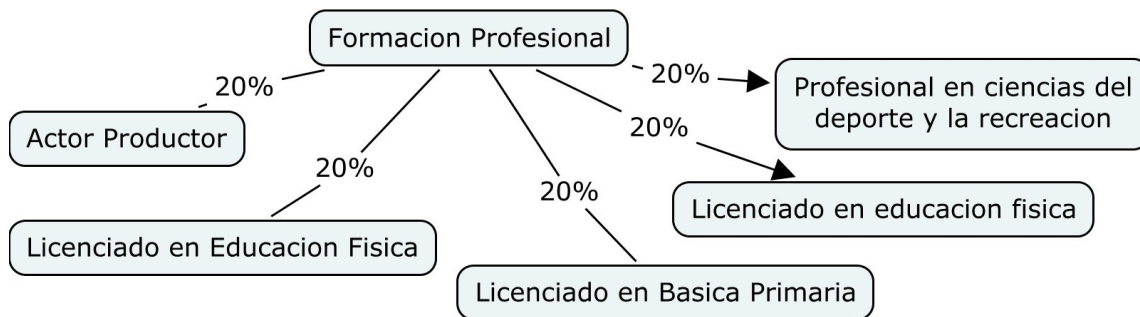 Formacion Profesional
20%
20%
Profesional en ciencias del
deporte y la recreacion
Actor Productor
20%
20%
20%
Licenciado en educacion fisica
Licenciado en Educacion Fisica
Licenciado en Basica Primaria